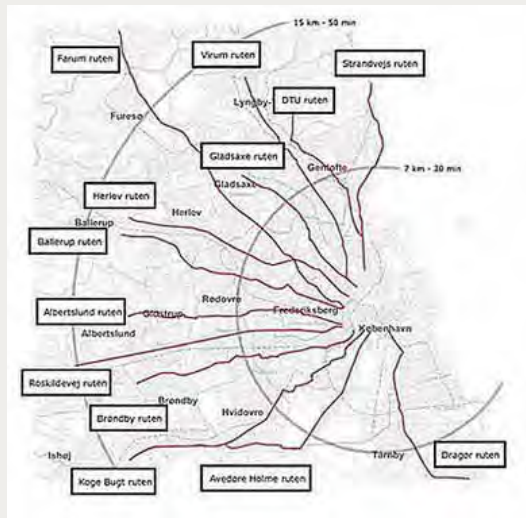 15 km - 50 min
Farum ruten
Virum ruten
Strandvejs ruten
Lyngby-
DTU ruten
Furesø
Gladsaxe ruten
Gentofte
7 km - 20 min
Gladsaxe
Herlev ruten
Herlev
Ballerup
Ballerup ruten
Rødovre
Albertslund ruten
Glostrup
Frederiksberg
Albertslund
København
Roskildevej ruten
Brøndby
Brøndby ruten
Hvidovre
Ishøj
Tårnby
Dragør ruten
Køge Bugt ruten
Avedøre Holme ruten